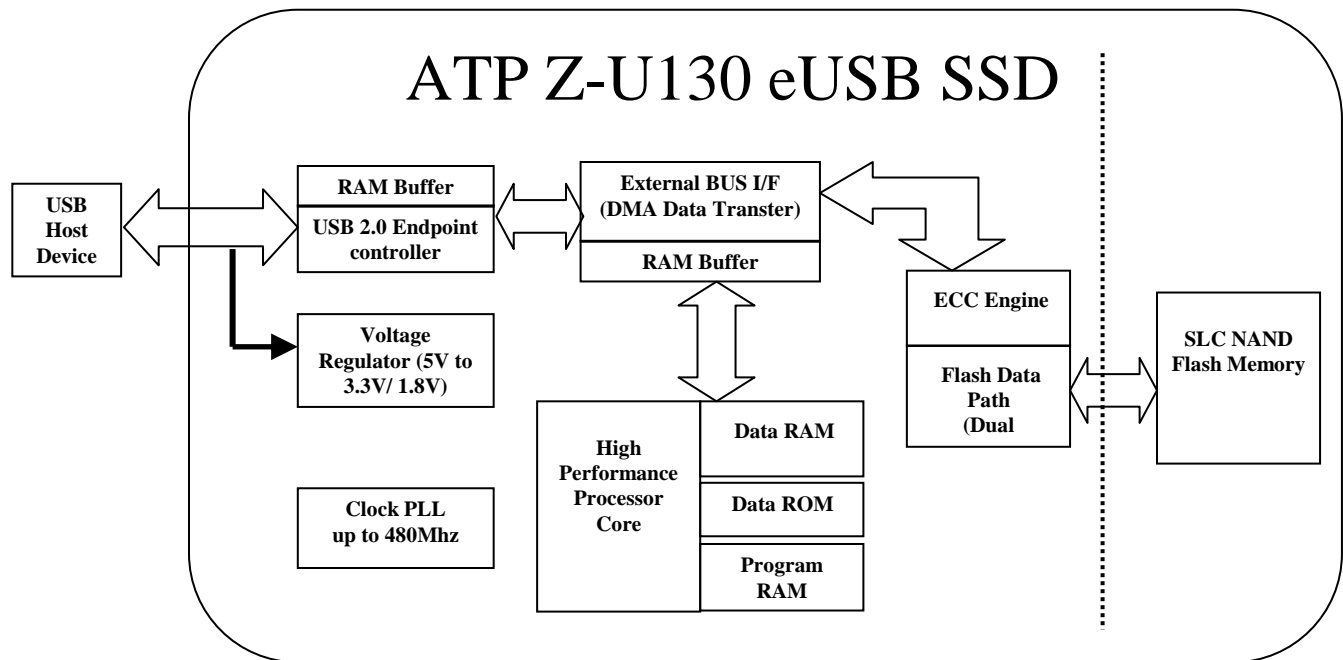 ATP Z-U130 eUSB SSD
USB
Host
Device
RAM Buffer
USB 2.0 Endpoint
controller
External BUS I/F
(DMA Data Transter)
RAM Buffer
ECC Engine
Flash Data
Path
(Dual
SLC NAND
Flash Memory
Voltage
Regulator (5V to
3.3V/ 1.8V)
High
Performance
Processor
Core
Data RAM
Data ROM
Program
RAM
Clock PLL
up to 480Mhz